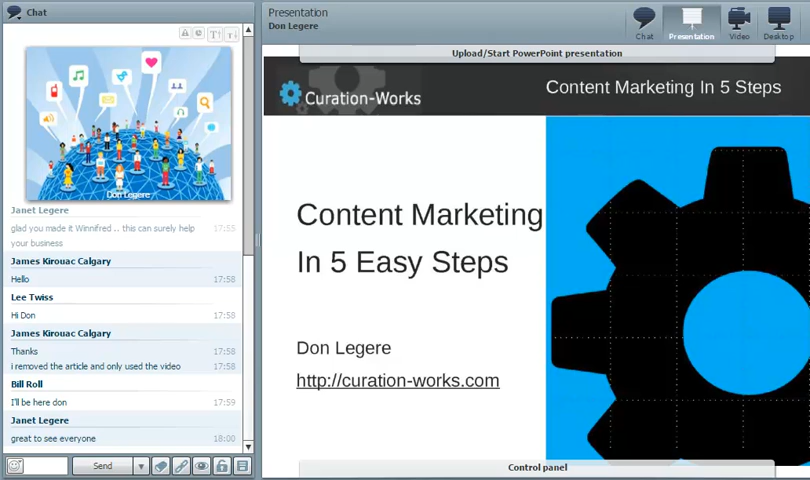 Chat
Don Legere
Janet Legere
glad you made it Winnifred .. this can surely help 17:55
your business
James Kirouac Calgary
Hello 17:58
Lee Twiss
Hi Don 17:58
James Kirouac Calgary
Thanks 17:58
i removed the article and only used the video 17:58
Bill Roll
I'll be here don 17:59
Janet Legere
great to see everyone 18:00
Send
Presentation
Don Legere
Chat
Presentation
Video
Desktop
Upload/Start PowerPoint presentation
Curation-Works
Content Marketing In 5 Steps
Content Marketing
In 5 Easy Steps
Don Legere
http://curation-works.com
Control panel